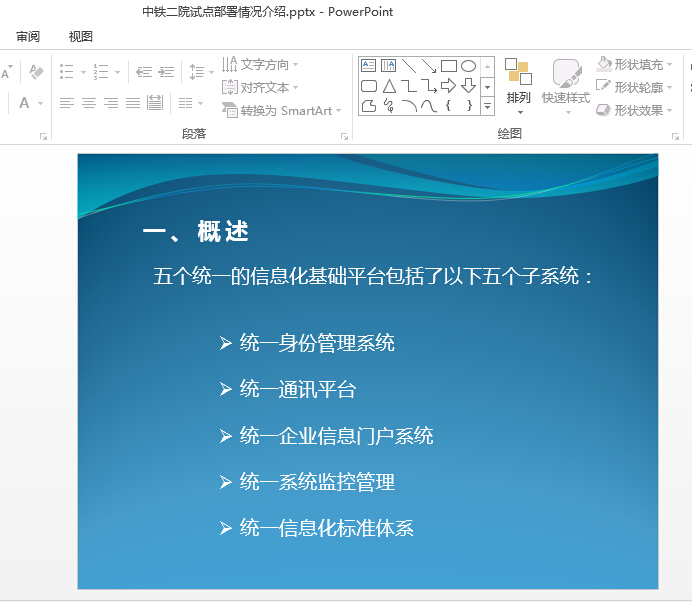 中铁二院试点部署情况介绍.pptx - PowerPoint
审阅 视图
文字方向
对齐文本
转换为 SmartArt
排列
快速样式
形状填充
形状轮廓
形状效果
段落
绘图
一、概述
五个统一的信息化基础平台包括了以下五个子系统：
➢ 统一身份管理系统
➢ 统一通讯平台
➢ 统一企业信息门户系统
➢ 统一系统监控管理
➢ 统一信息化标准体系